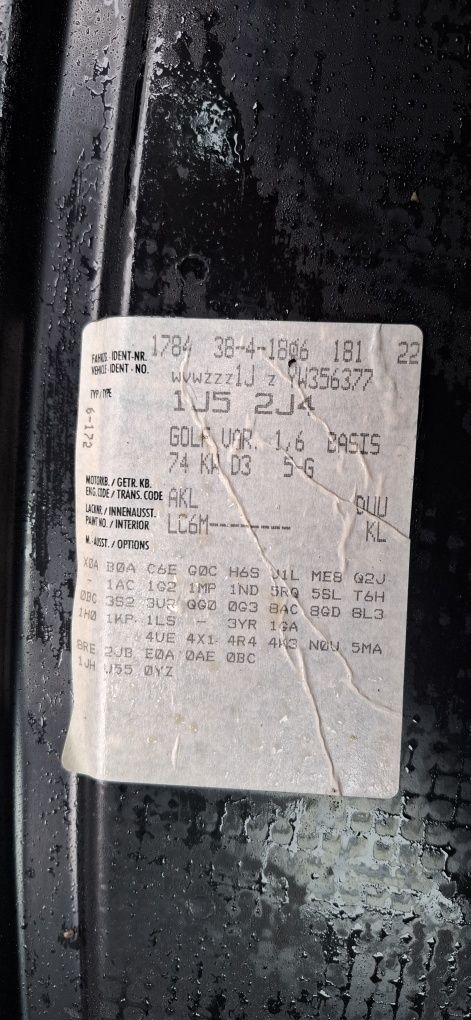 1784 38-4-1806 181 22
FAHRZG.-IDENT-NR.
VEHICLE-IDENT-NO. WVWZZZ1J Z YW356377
TYP/TYPE 1J5 2J4
6-172
GOLF VAR. 1,6 BASIS
74 KW D3 5-G
MOTORKB./GETR.KB.
ENG.CODE/TRANS.CODE AKL DUU
LACKNR./INNENAUSST.
PAINT NO./INTERIOR LC6M KL
M.-AUSST./OPTIONS
X0A B0A C6E G0C H6S J1L ME8 Q2J
- 1AC 1G2 1MP 1ND 5RQ 5SL T6H
0BC 3S2 QG0 0G3 8AC 8GD 8L3
1H0 1KP 1LS - 3YR 1GA
4UE 4X1 4R4 4K3 N0U 5MA
8RE 2JB E0A 0AE 0BC
1JH U55 0YZ